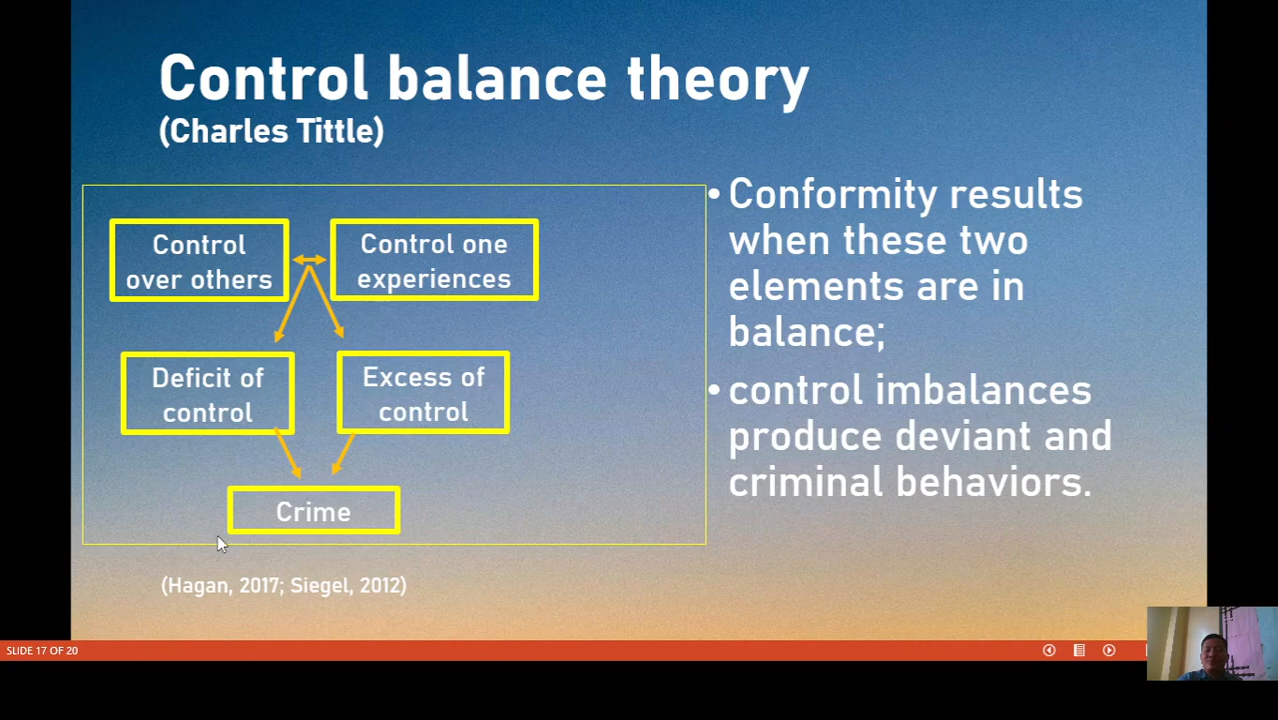 Control balance theory
(Charles Tittle)
Control
over others
Control one
experiences
Deficit of
control
Excess of
control
Crime
(Hagan, 2017; Siegel, 2012)
• Conformity results
when these two
elements are in
balance;
• control imbalances
produce deviant and
criminal behaviors.
SLIDE 17 OF 20